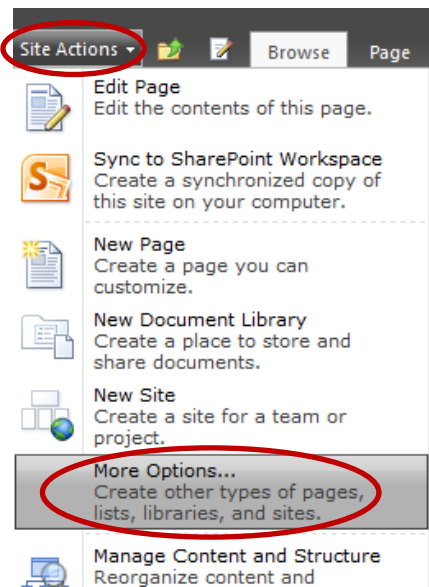 Site Actions Browse Page
Edit Page
Edit the contents of this page.
Sync to SharePoint Workspace
Create a synchronized copy of
this site on your computer.
New Page
Create a page you can
customize.
New Document Library
Create a place to store and
share documents.
New Site
Create a site for a team or
project.
More Options...
Create other types of pages,
lists, libraries, and sites.
Manage Content and Structure
Reorganize content and